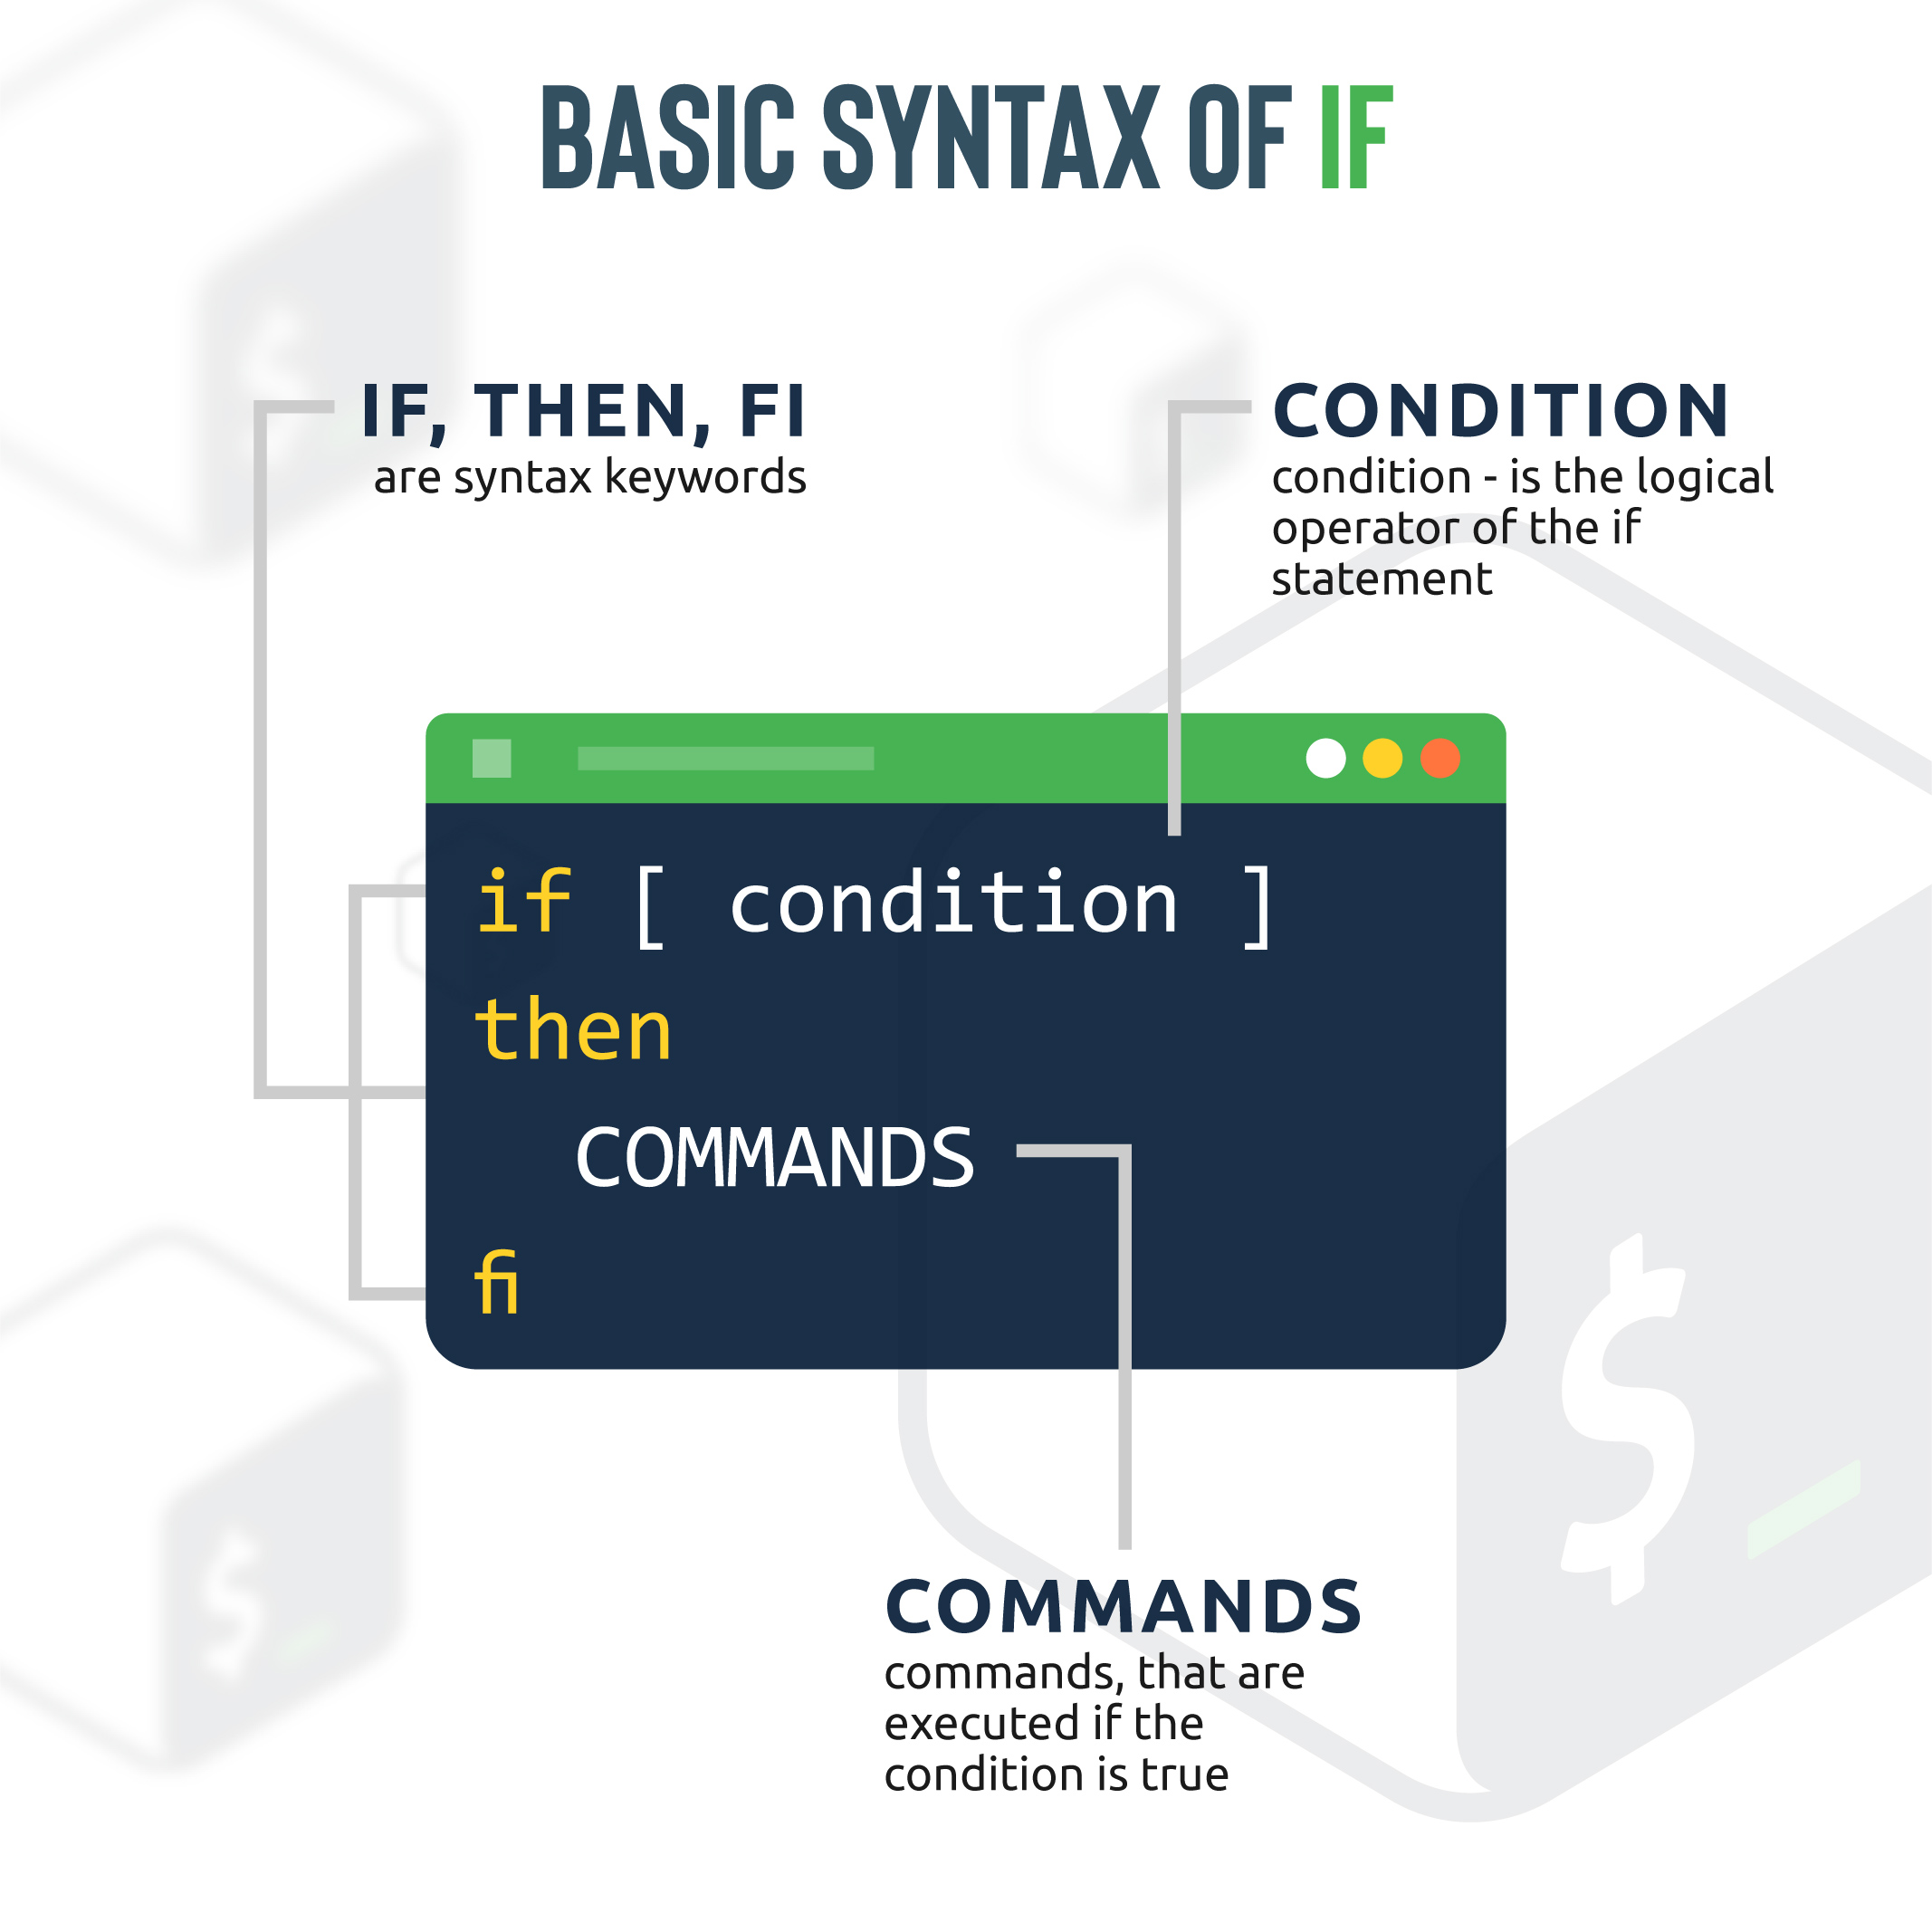 BASIC SYNTAX OF IF
IF, THEN, FI
are syntax keywords
CONDITION
condition - is the logical
operator of the if
statement
if [ condition ]
then
COMMANDS
fi
COMMANDS
commands, that are
executed if the
condition is true
$
$
$